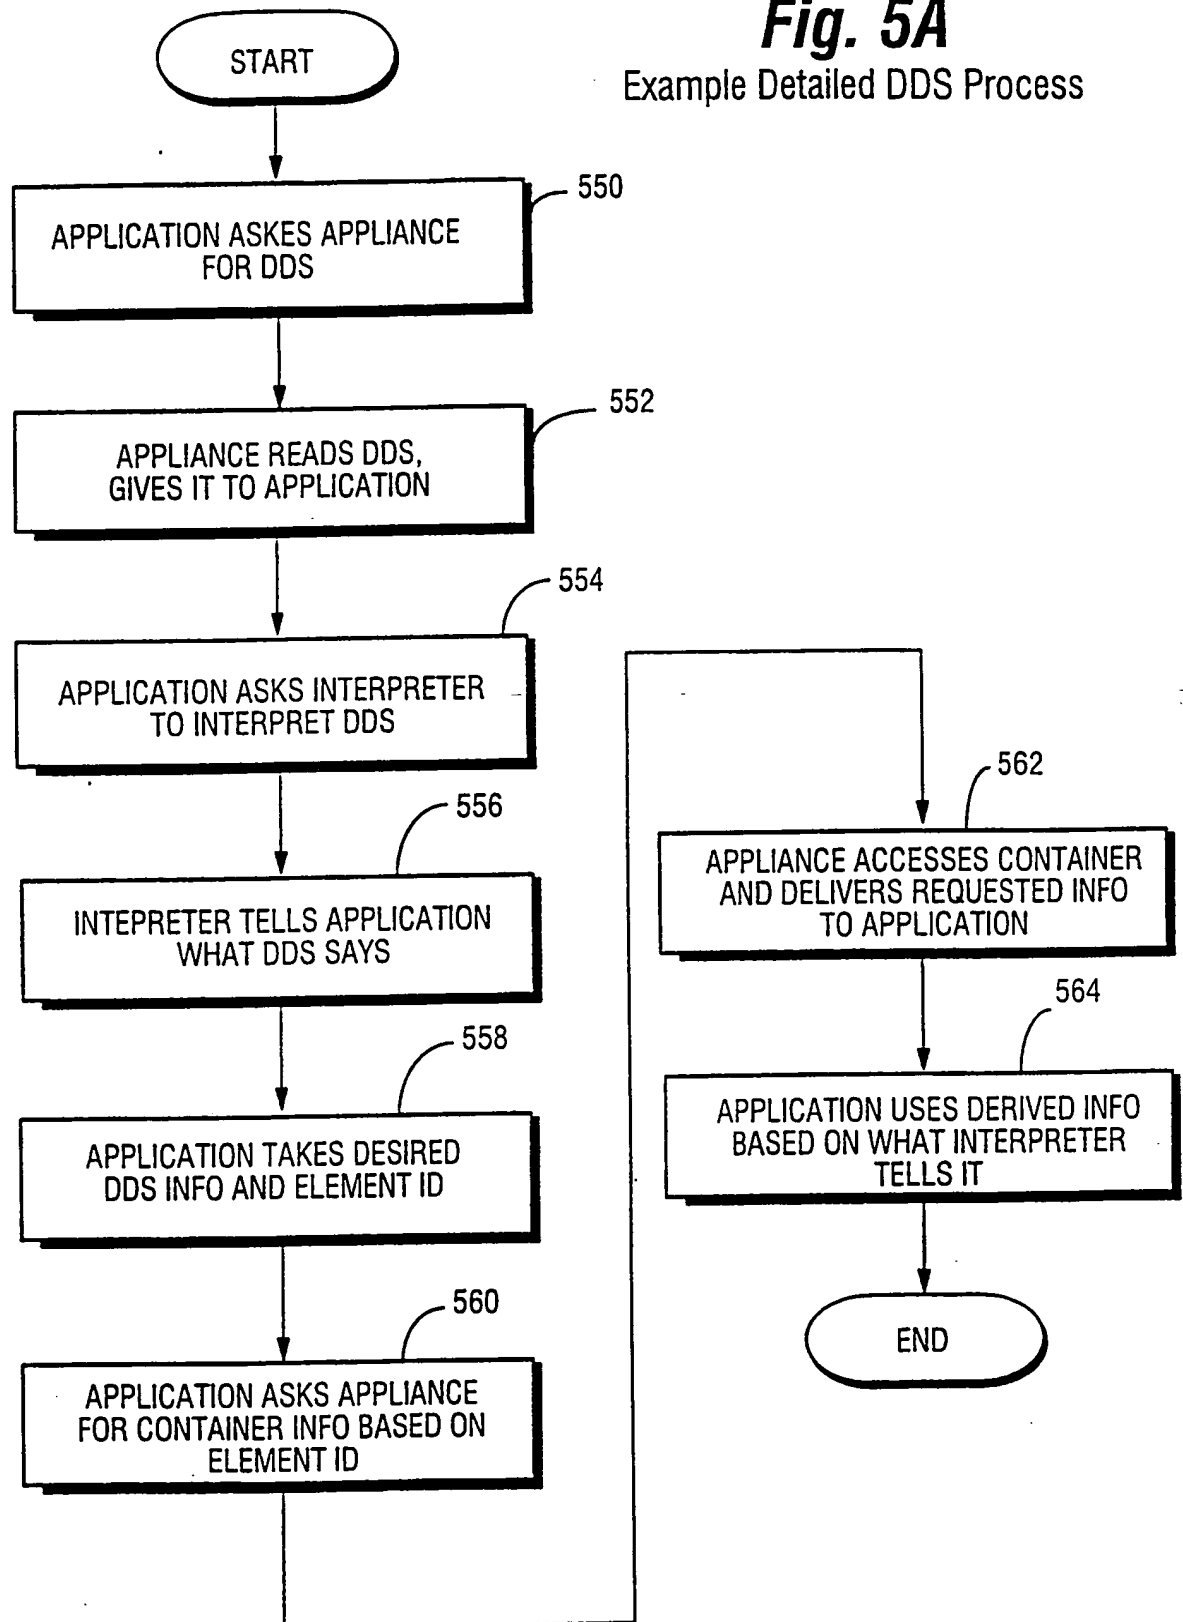 Fig. 5A
Example Detailed DDS Process
START
550
APPLICATION ASKES APPLIANCE
FOR DDS
552
APPLIANCE READS DDS,
GIVES IT TO APPLICATION
554
APPLICATION ASKS INTERPRETER
TO INTERPRET DDS
556
INTEPRETER TELLS APPLICATION
WHAT DDS SAYS
558
APPLICATION TAKES DESIRED
DDS INFO AND ELEMENT ID
560
APPLICATION ASKS APPLIANCE
FOR CONTAINER INFO BASED ON
ELEMENT ID
562
APPLIANCE ACCESSES CONTAINER
AND DELIVERS REQUESTED INFO
TO APPLICATION
564
APPLICATION USES DERIVED INFO
BASED ON WHAT INTERPRETER
TELLS IT
END